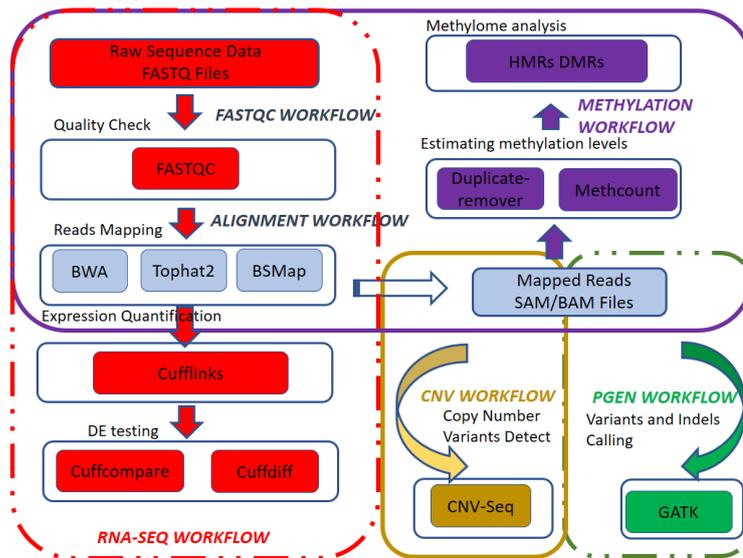 Raw Sequence Data
FASTQ Files
FASTQC WORKFLOW
Quality Check
FASTQC
ALIGNMENT WORKFLOW
Reads Mapping
BWA
Tophat2
BSMap
Expression Quantification
Cufflinks
DE testing
Cuffcompare
Cuffdiff
RNA-SEQ WORKFLOW
Methylome analysis
HMRs DMRs
METHYLATION
WORKFLOW
Estimating methylation levels
Duplicate-
remover
Methcount
Mapped Reads
SAM/BAM Files
CNV WORKFLOW
Copy Number
Variants Detect
CNV-Seq
PGEN WORKFLOW
Variants and Indels
Calling
GATK